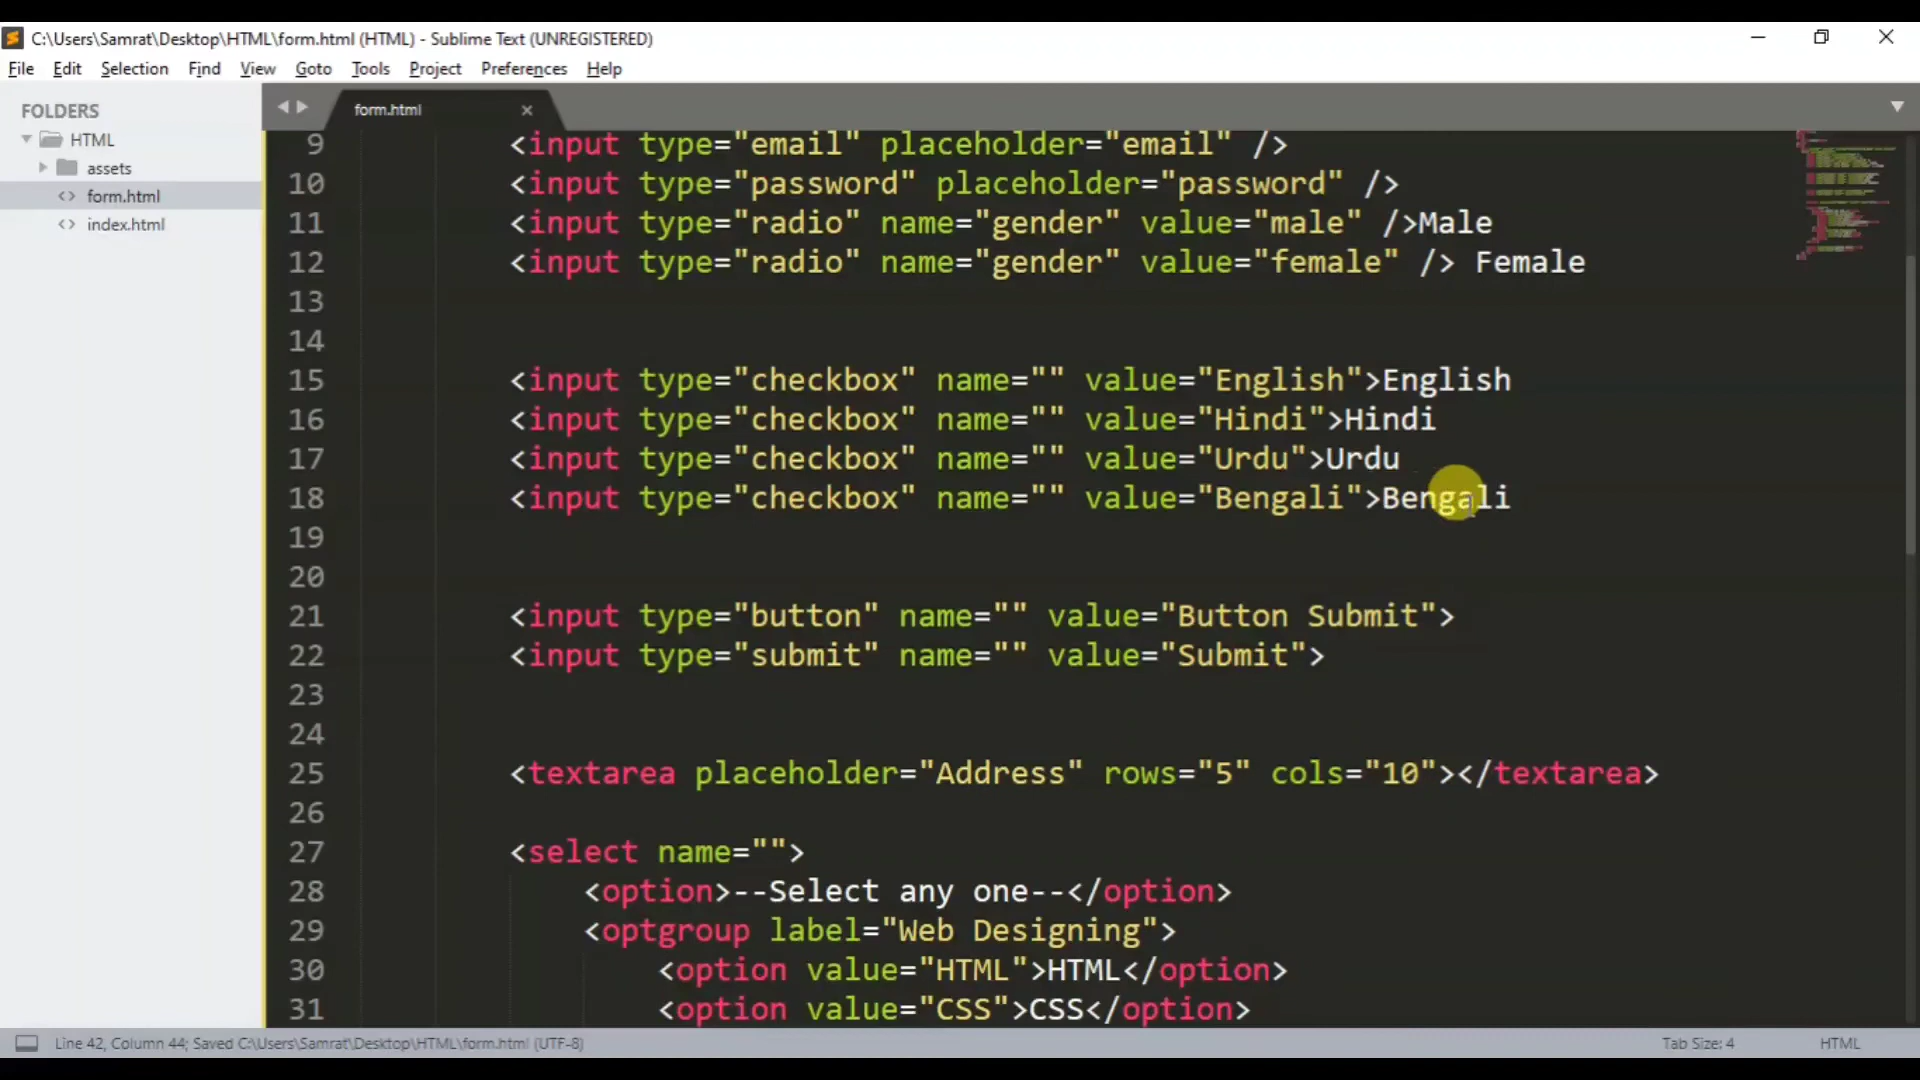 C:\Users\Samrat\Desktop\HTML\form.html (HTML) - Sublime Text (UNREGISTERED)
File Edit Selection Find View Goto Tools Project Preferences Help
FOLDERS
HTML
assets
form.html
index.html
form.html
9 <input type="email" placeholder="email" />
10 <input type="password" placeholder="password" />
11 <input type="radio" name="gender" value="male" />Male
12 <input type="radio" name="gender" value="female" /> Female
13
14
15 <input type="checkbox" name="" value="English">English
16 <input type="checkbox" name="" value="Hindi">Hindi
17 <input type="checkbox" name="" value="Urdu">Urdu
18 <input type="checkbox" name="" value="Bengali">Bengali
19
20
21 <input type="button" name="" value="Button Submit">
22 <input type="submit" name="" value="Submit">
23
24
25 <textarea placeholder="Address" rows="5" cols="10"></textarea>
26
27 <select name="">
28 <option>--Select any one--</option>
29 <optgroup label="Web Designing">
30 <option value="HTML">HTML</option>
31 <option value="CSS">CSS</option>
Line 42, Column 44; Saved C:\Users\Samrat\Desktop\HTML\form.html (UTF-8)
Tab Size: 4
HTML